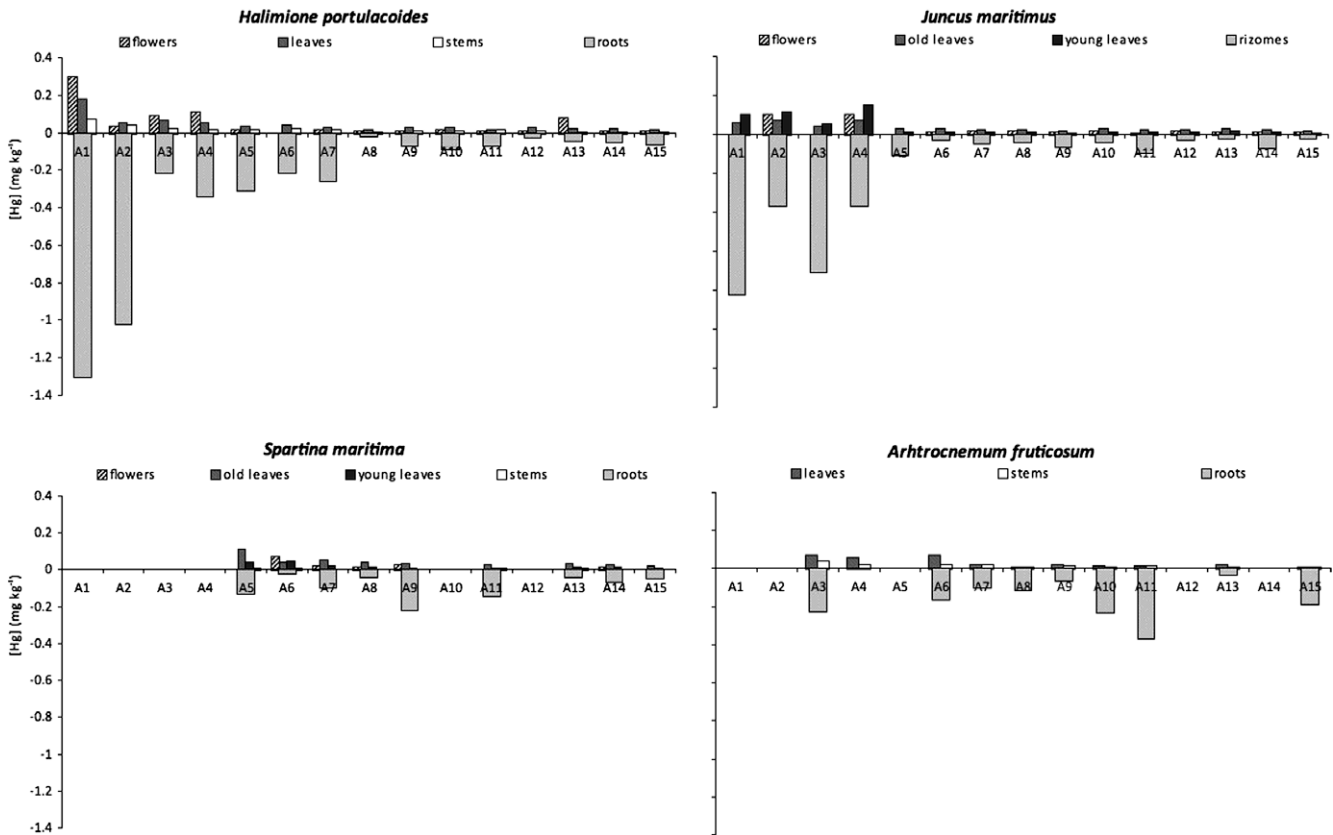 Halimione portulacoides
flowers leaves stems roots
0.4
0.2
0
-0.2
-0.4
-0.6
-0.8
-1
-1.2
-1.4
[Hg] (mg kg⁻¹)
A1 A2 A3 A4 A5 A6 A7 A8 A9 A10 A11 A12 A13 A14 A15
Juncus maritimus
flowers old leaves young leaves rizomes
A1 A2 A3 A4 A5 A6 A7 A8 A9 A10 A11 A12 A13 A14 A15
Spartina maritima
flowers old leaves young leaves stems roots
0.4
0.2
0
-0.2
-0.4
-0.6
-0.8
-1
-1.2
-1.4
[Hg] (mg kg⁻¹)
A1 A2 A3 A4 A5 A6 A7 A8 A9 A10 A11 A12 A13 A14 A15
Arhtrocnemum fruticosum
leaves stems roots
A1 A2 A3 A4 A5 A6 A7 A8 A9 A10 A11 A12 A13 A14 A15